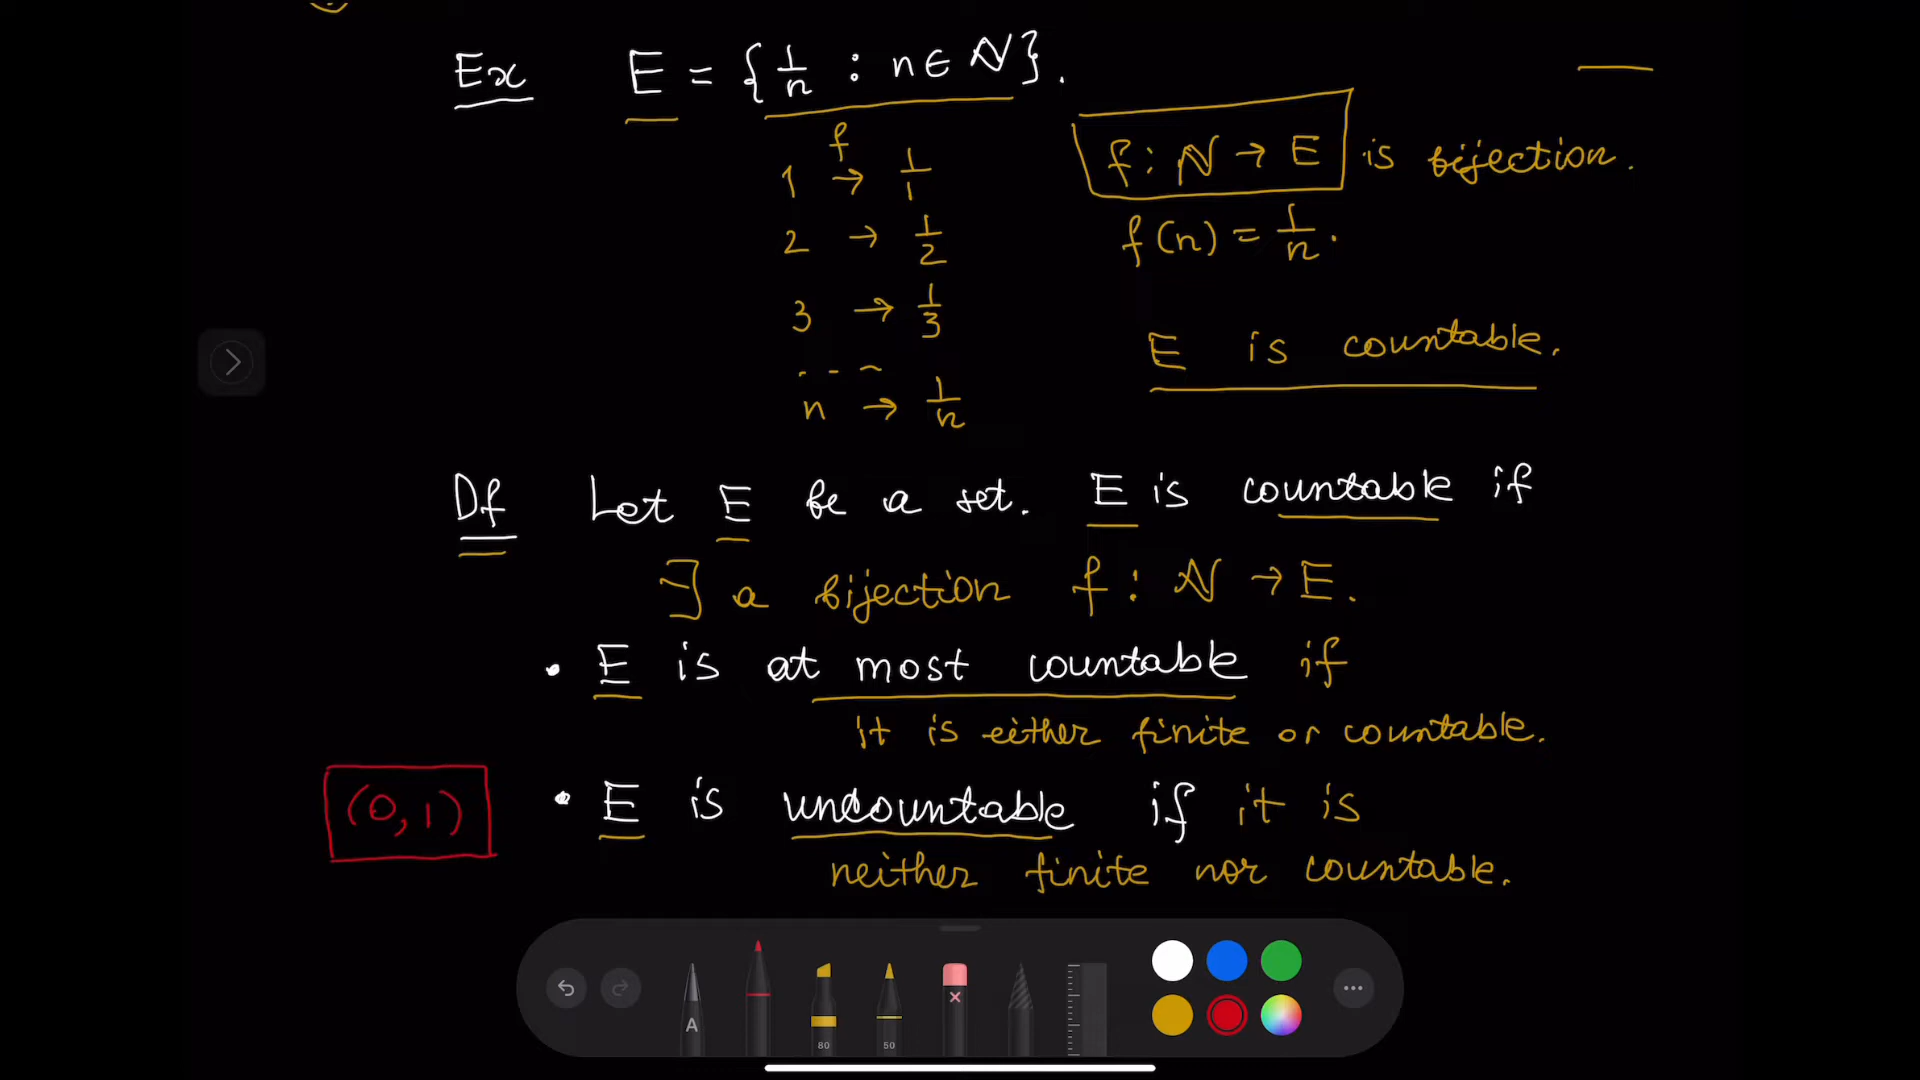 Ex E = {1/n : n ∈ ℕ}.
f
1 → 1/1
f : ℕ → E is bijection.
2 → 1/2
f(n) = 1/n.
3 → 1/3
E is countable.
. - ~
n → 1/n
Df Let E be a set. E is countable if
∃ a bijection f : ℕ → E.
• E is at most countable if
it is either finite or countable.
(0,1)
• E is uncountable if it is
neither finite nor countable.
A
80
50